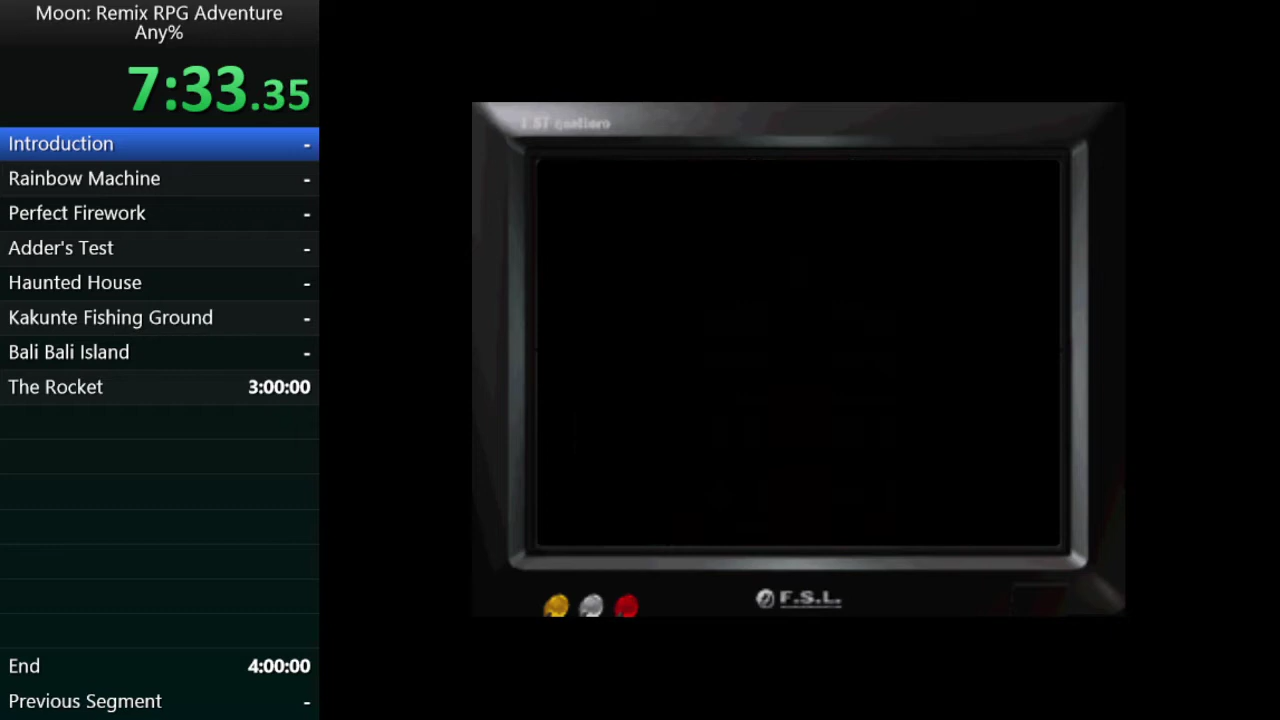 Moon: Remix RPG Adventure
Any%
7:33.35
Introduction -
Rainbow Machine -
Perfect Firework -
Adder's Test -
Haunted House -
Kakunte Fishing Ground -
Bali Bali Island -
The Rocket 3:00:00
End 4:00:00
Previous Segment -
F.S.L.